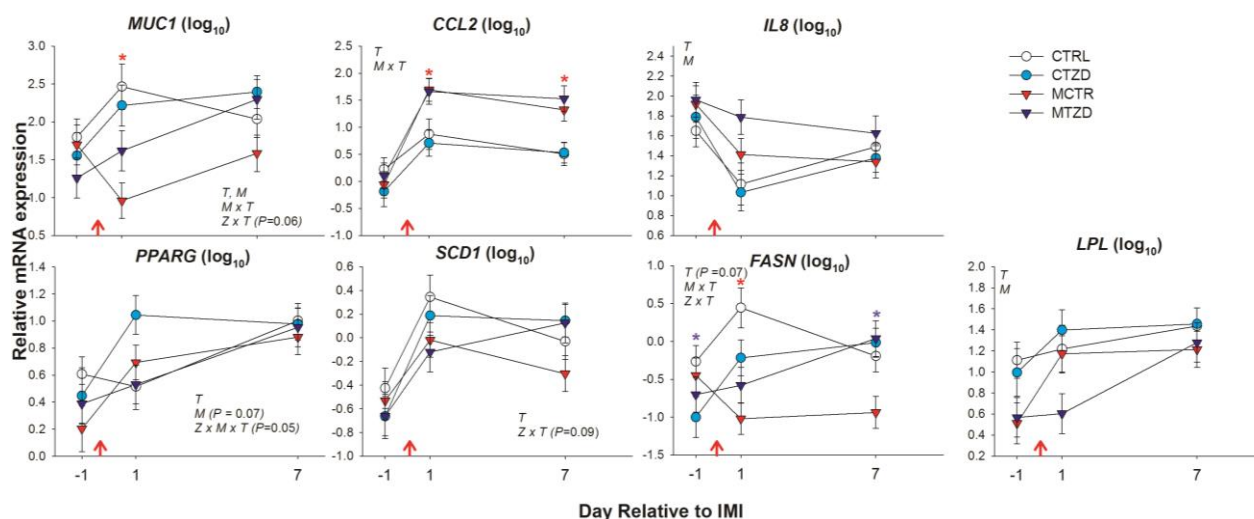 MUC1 (log10)
CCL2 (log10)
IL8 (log10)
3.0
2.5
2.0
1.5
1.0
0.5
*
T, M
M x T
Z x T (P=0.06)
2.5
2.0
1.5
1.0
0.5
0.0
-0.5
-1.0
T
M x T
*
*
2.4
2.2
2.0
1.8
1.6
1.4
1.2
1.0
0.8
0.6
T
M
CTRL
CTZD
MCTR
MTZD
Relative mRNA expression
PPARG (log10)
SCD1 (log10)
FASN (log10)
LPL (log10)
1.4
1.2
1.0
0.8
0.6
0.4
0.2
0.0
T
M (P = 0.07)
Z x M x T (P=0.05)
-1
1
7
0.6
0.4
0.2
0.0
-0.2
-0.4
-0.6
-0.8
-1.0
T
Z x T (P=0.09)
-1
1
7
1.0
0.5
0.0
-0.5
-1.0
-1.5
T (P =0.07)
M x T
Z x T
*
*
*
-1
1
7
2.2
2.0
1.8
1.6
1.4
1.2
1.0
0.8
0.6
0.4
0.2
T
M
-1
1
7
Day Relative to IMI